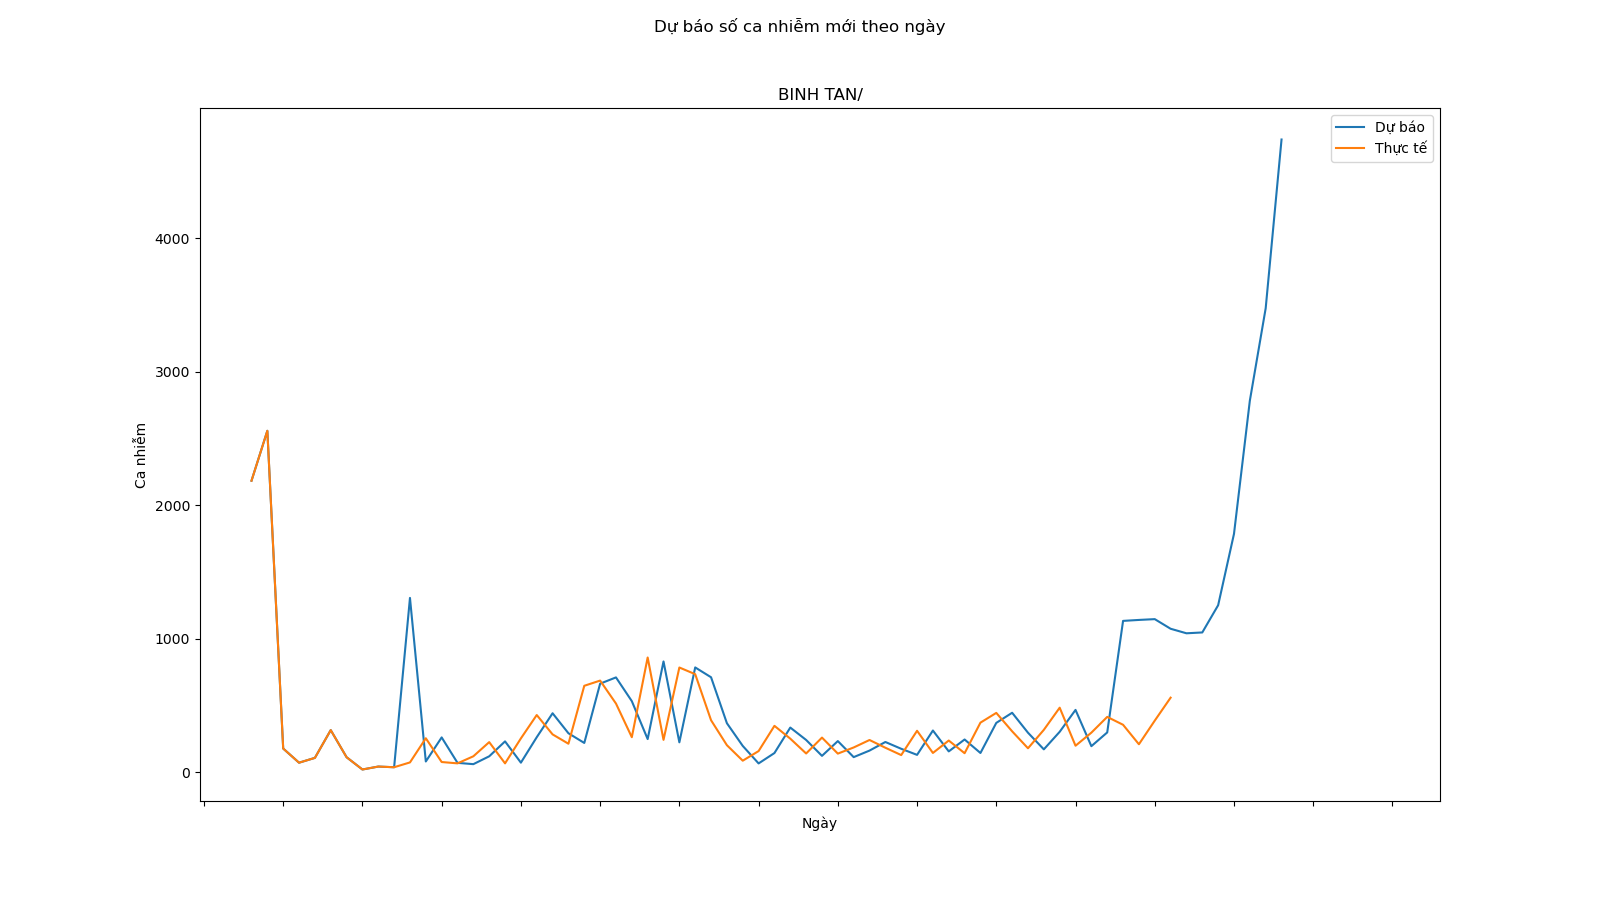 Dự báo số ca nhiễm mới theo ngày
BINH TAN/
Dự báo
Thực tế
4000
3000
2000
1000
0
Ca nhiễm
Ngày